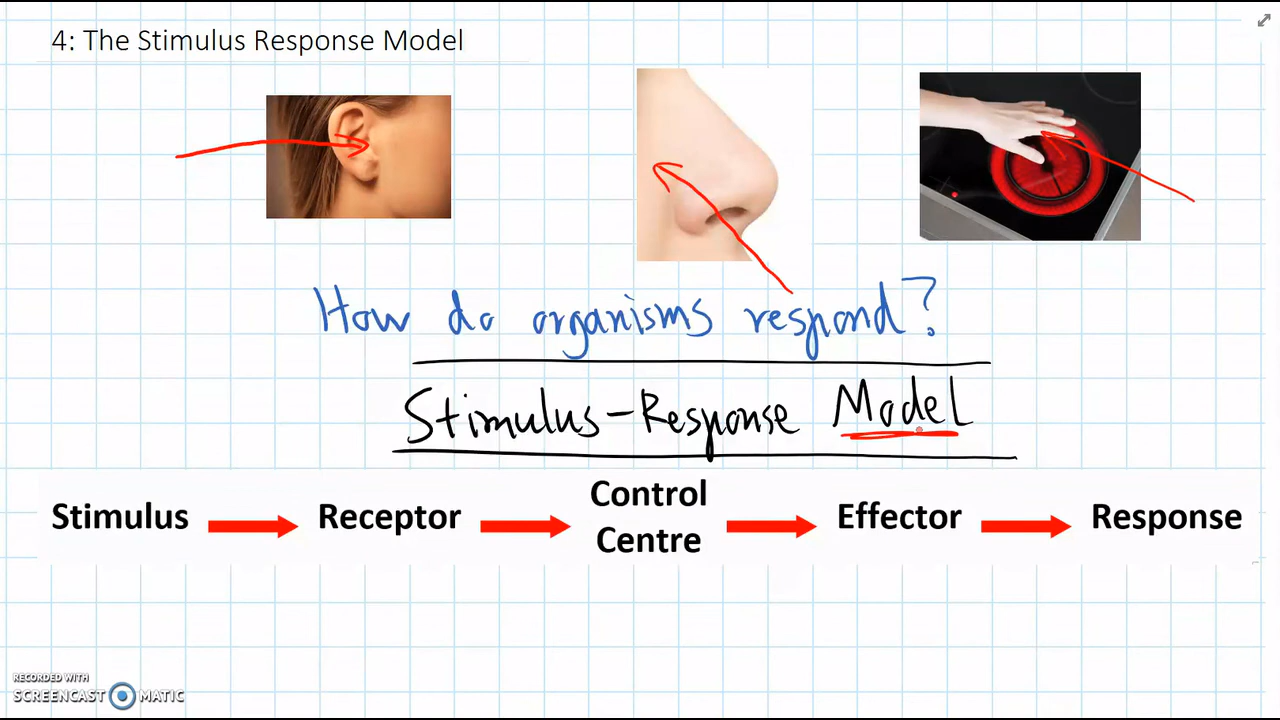 4: The Stimulus Response Model
How do organisms respond?
Stimulus-Response Model
Stimulus Receptor Control Centre Effector Response
RECORDED WITH
SCREENCAST MATIC